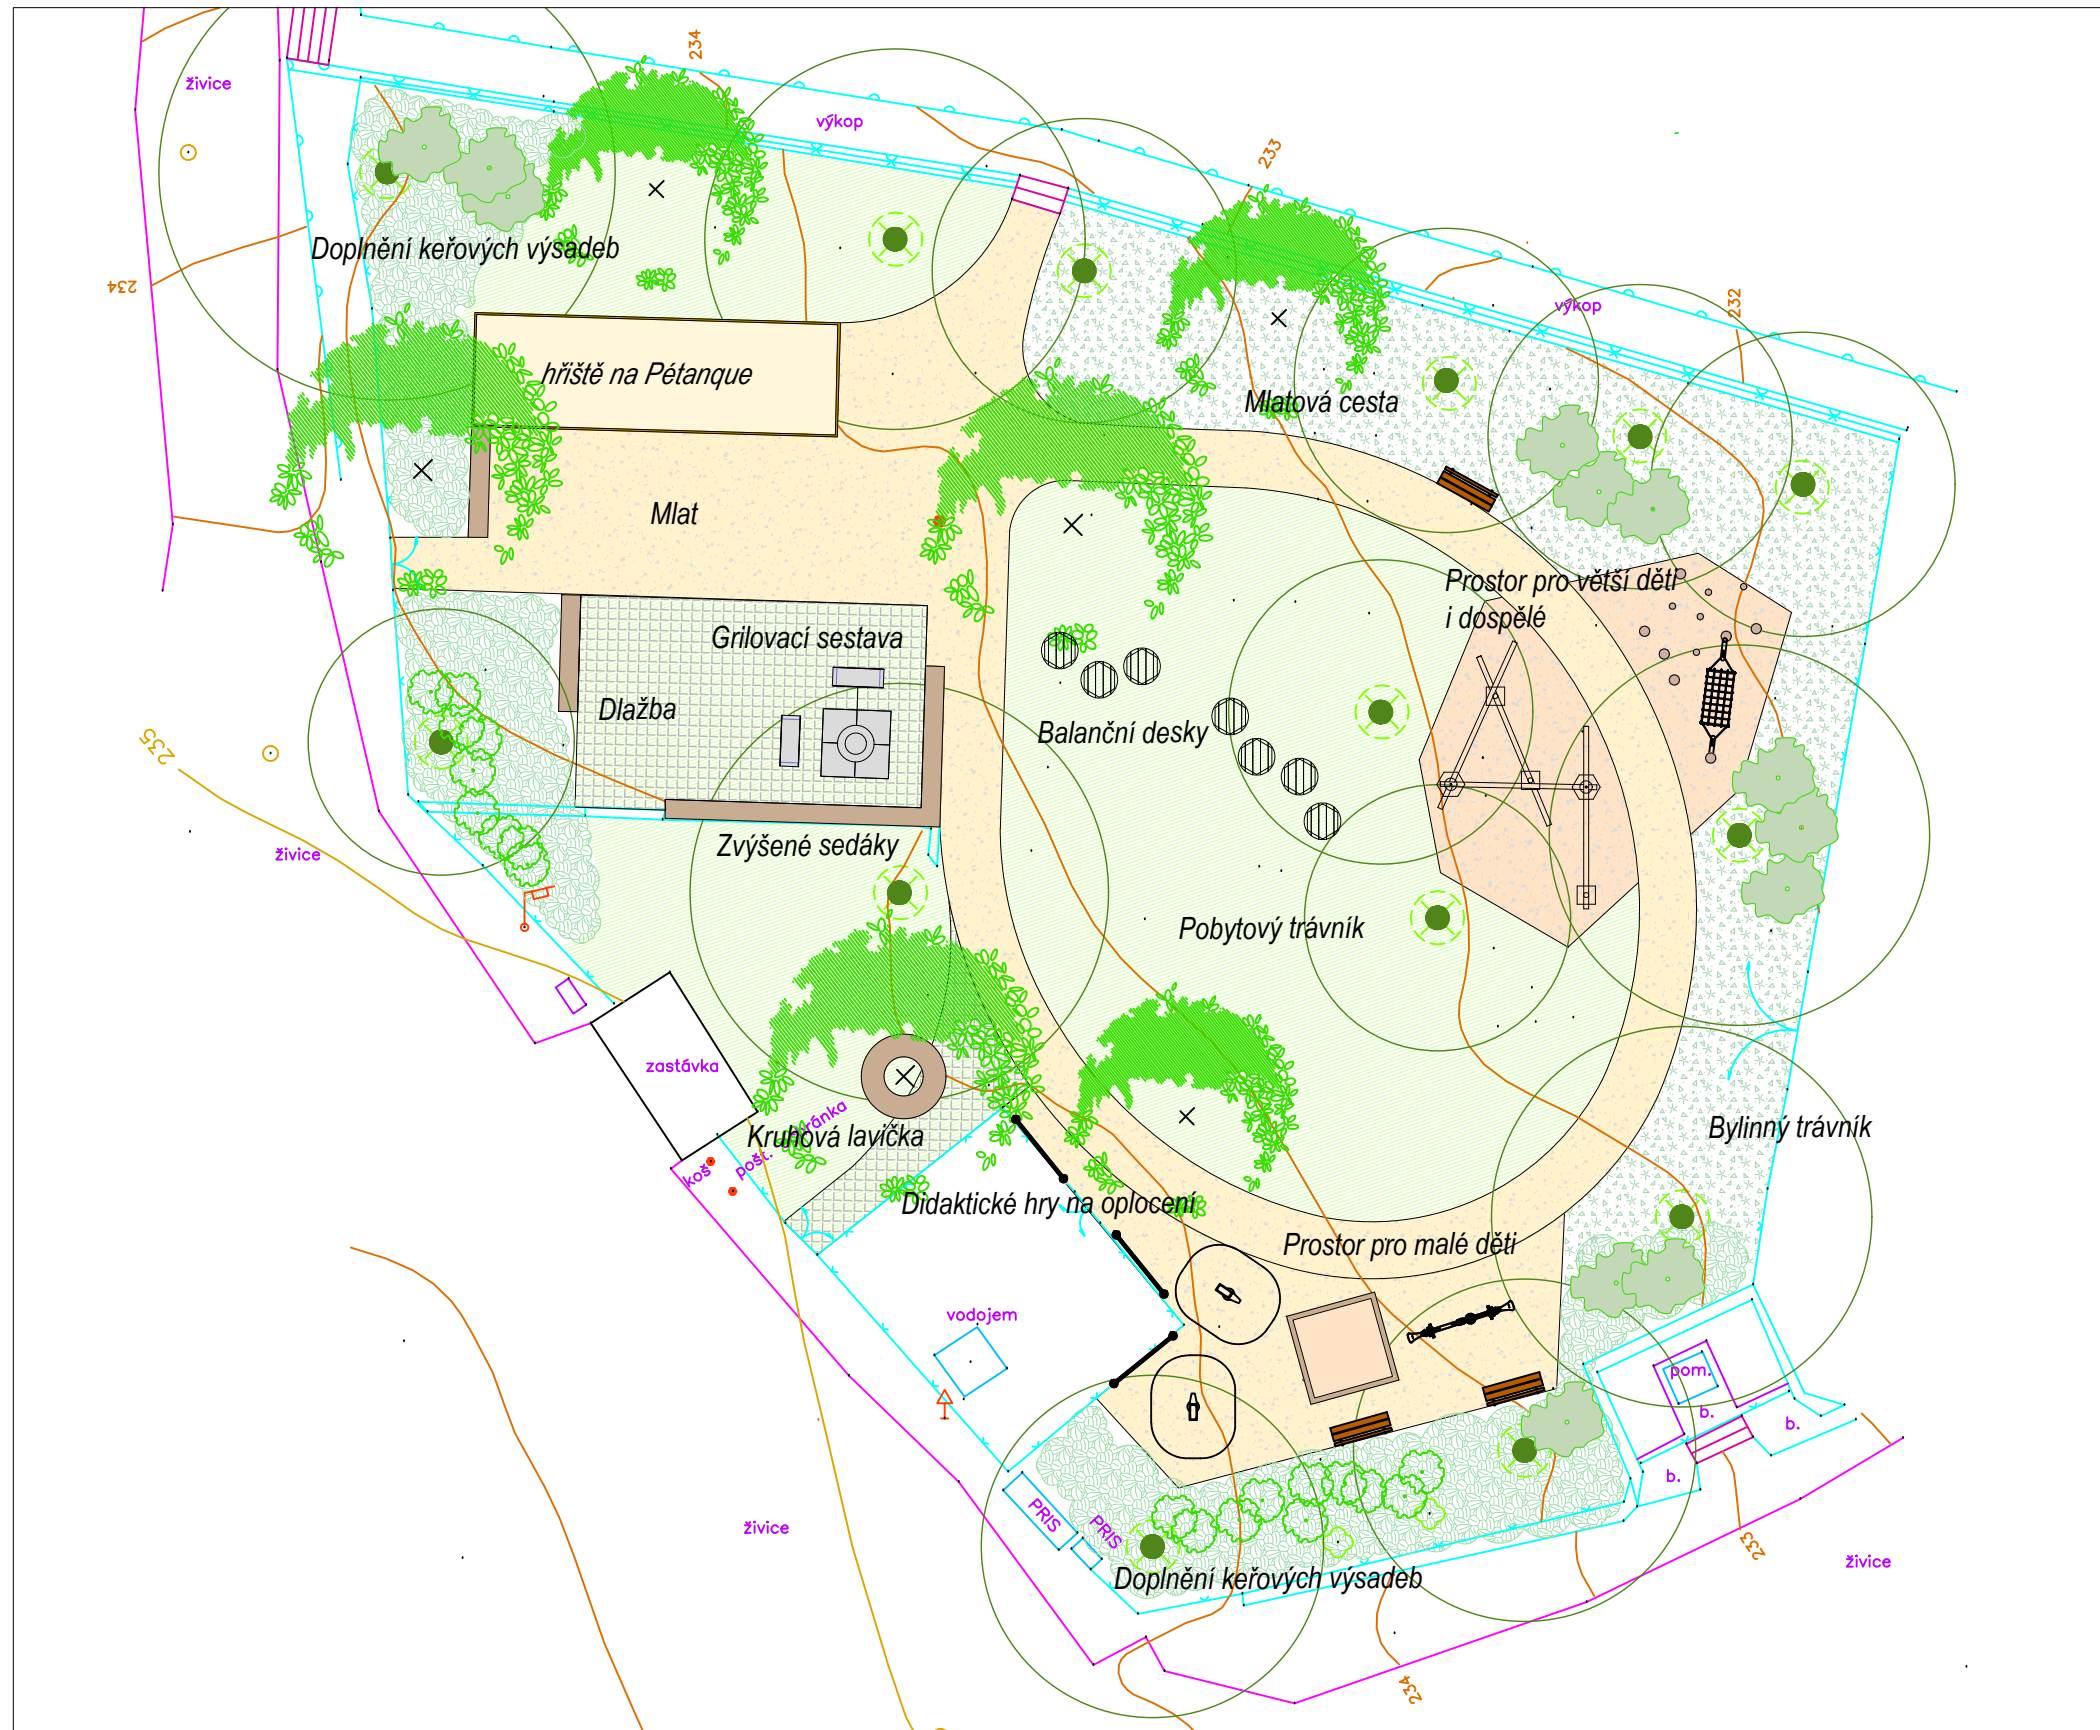 234
živice
výkop
233
Doplnění keřových výsadeb
234
232
výkop
hřiště na Pétanque
Mlatová cesta
Mlat
Prostor pro větší děti
i dospělé
Grilovací sestava
Dlažba
Balanční desky
235
živice
Zvýšené sedáky
Pobytový trávník
zastávka
Kruhová lavička
koš
pošt.
Bylinný trávník
Didaktické hry na oplocení
Prostor pro malé děti
vodojem
pom.
b.
b.
b.
PRIS
PRIS
živice
233
živice
Doplnění keřových výsadeb
234